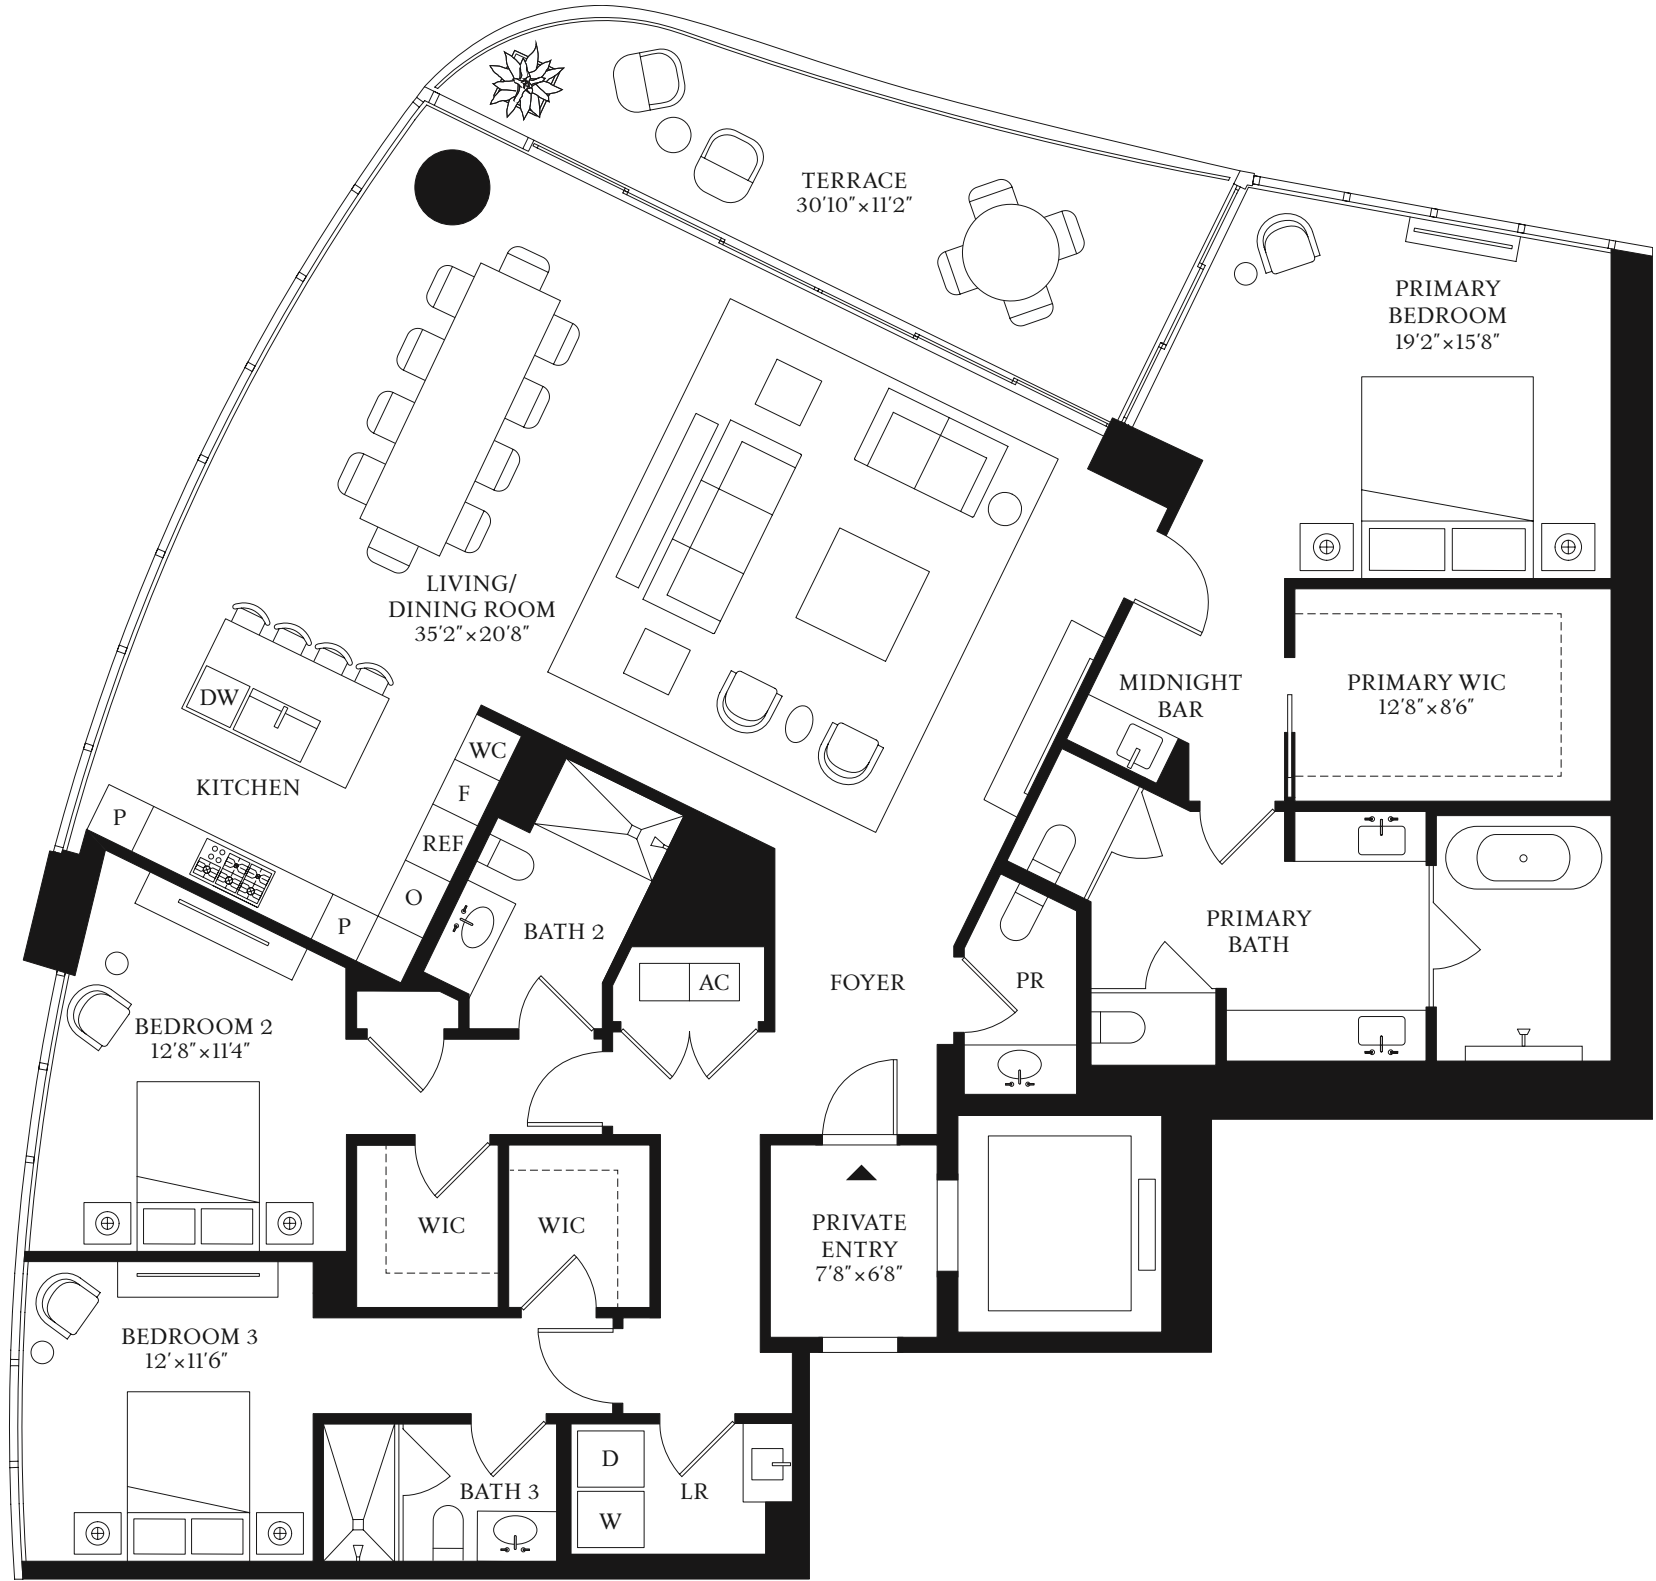 TERRACE
30'10"×11'2"
PRIMARY
BEDROOM
19'2"×15'8"
LIVING/
DINING ROOM
35'2"×20'8"
MIDNIGHT
BAR
PRIMARY WIC
12'8"×8'6"
DW
WC
F
REF
O
KITCHEN
P
P
BATH 2
PRIMARY
BATH
AC
FOYER
PR
BEDROOM 2
12'8"×11'4"
WIC
WIC
PRIVATE
ENTRY
7'8"×6'8"
BEDROOM 3
12'×11'6"
D
W
BATH 3
LR